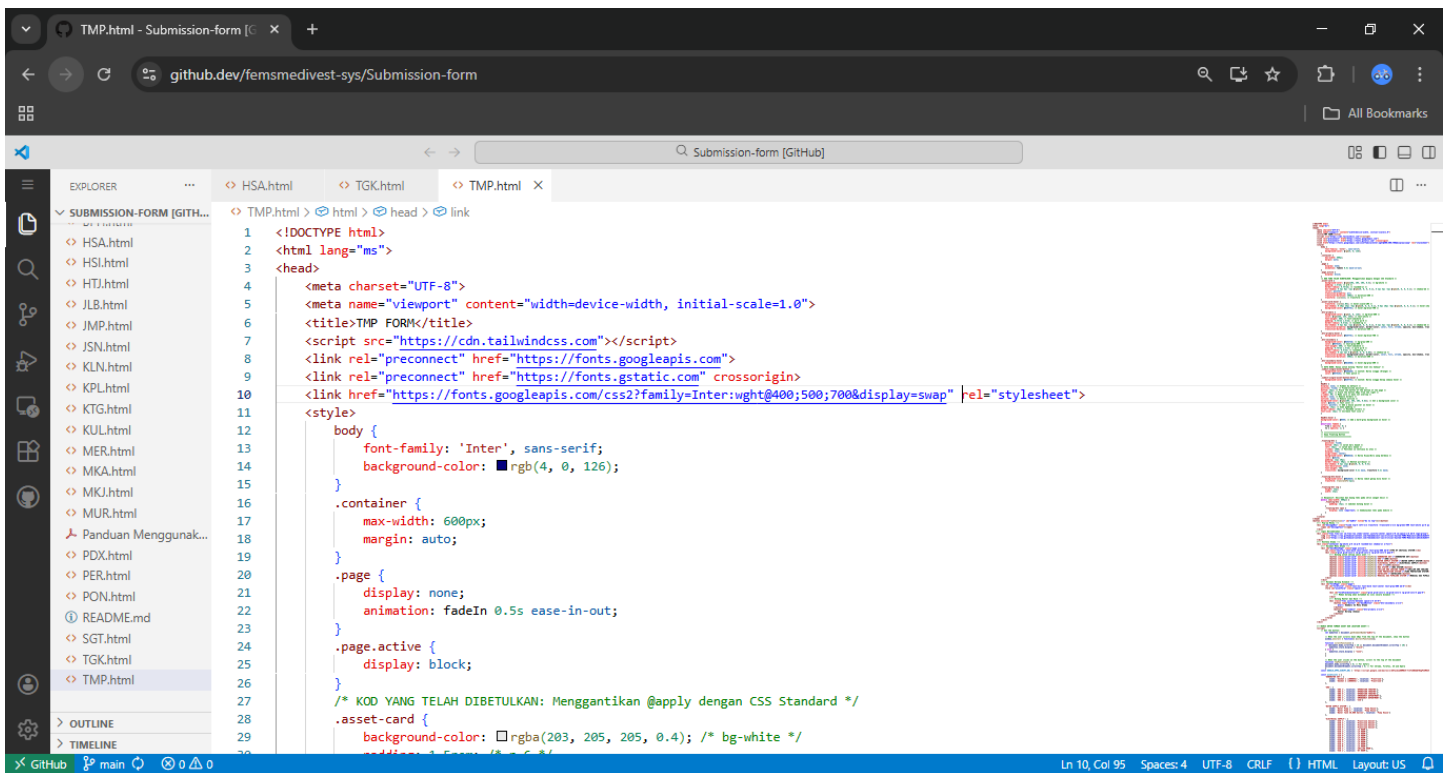 TMP.html - Submission-form [G
github.dev/femsmedivest-sys/Submission-form
All Bookmarks
Submission-form [GitHub]
EXPLORER
HSA.html
TGK.html
TMP.html
SUBMISSION-FORM [GITH...
TMP.html > html > head > link
HSA.html
HSI.html
HTJ.html
JLB.html
JMP.html
JSN.html
KLN.html
KPL.html
KTG.html
KUL.html
MER.html
MKA.html
MKJ.html
MUR.html
Panduan Menggunak...
PDX.html
PER.html
PON.html
README.md
SGT.html
TGK.html
TMP.html
OUTLINE
TIMELINE
1 <!DOCTYPE html>
2 <html lang="ms">
3 <head>
4 <meta charset="UTF-8">
5 <meta name="viewport" content="width=device-width, initial-scale=1.0">
6 <title>TMP FORM</title>
7 <script src="https://cdn.tailwindcss.com"></script>
8 <link rel="preconnect" href="https://fonts.googleapis.com">
9 <link rel="preconnect" href="https://fonts.gstatic.com" crossorigin>
10 <link href="https://fonts.googleapis.com/css2?family=Inter:wght@400;500;700&display=swap" rel="stylesheet">
11 <style>
12 body {
13 font-family: 'Inter', sans-serif;
14 background-color: rgb(4, 0, 126);
15 }
16 .container {
17 max-width: 600px;
18 margin: auto;
19 }
20 .page {
21 display: none;
22 animation: fadeIn 0.5s ease-in-out;
23 }
24 .page.active {
25 display: block;
26 }
27 /* KOD YANG TELAH DIBETULKAN: Menggantikan @apply dengan CSS Standard */
28 .asset-card {
29 background-color: rgba(203, 205, 205, 0.4); /* bg-white */
GitHub
main
0
0
Ln 10, Col 95
Spaces: 4
UTF-8
CRLF
{} HTML
Layout: US